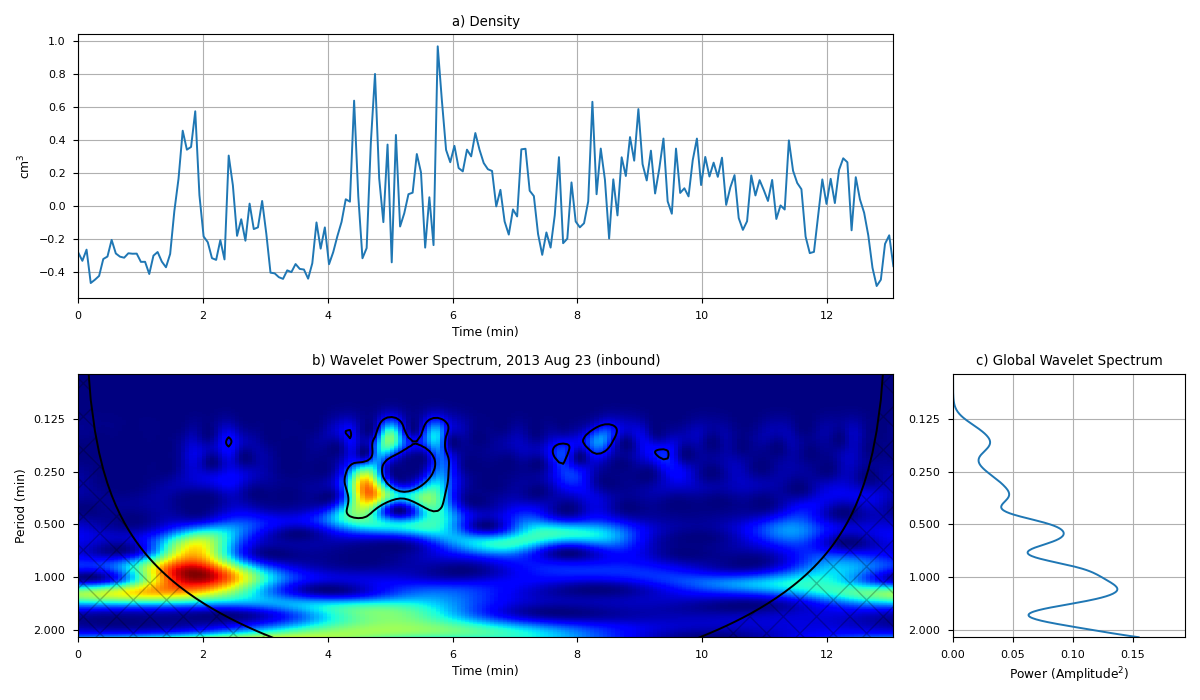 a) Density
1.0
0.8
0.6
0.4
0.2
0.0
−0.2
−0.4
cm³
0 2 4 6 8 10 12
Time (min)
b) Wavelet Power Spectrum, 2013 Aug 23 (inbound)
0.125
0.250
0.500
1.000
2.000
Period (min)
0 2 4 6 8 10 12
Time (min)
c) Global Wavelet Spectrum
0.125
0.250
0.500
1.000
2.000
0.00 0.05 0.10 0.15
Power (Amplitude²)